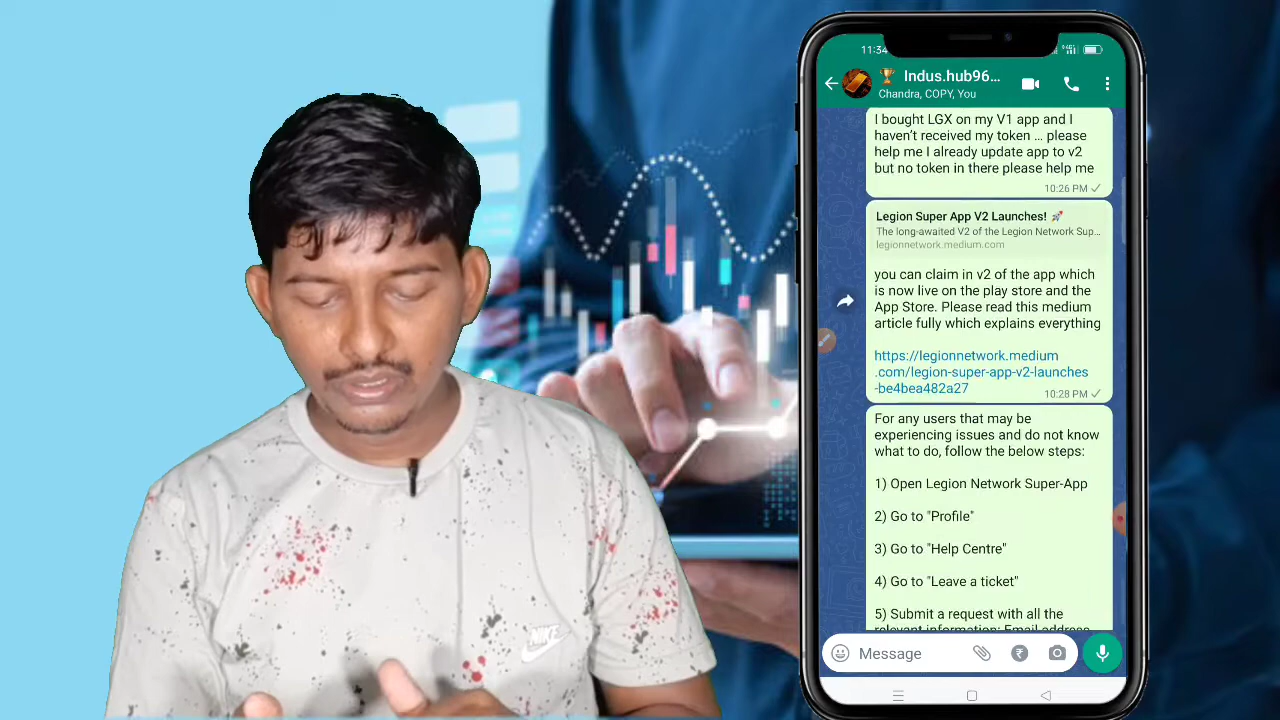 11:34
🏆 Indus.hub96...
Chandra, COPY, You
I bought LGX on my V1 app and I
haven't received my token ... please
help me I already update app to v2
but no token in there please help me
10:26 PM ✓
Legion Super App V2 Launches! 🚀
The long-awaited V2 of the Legion Network Sup...
legionnetwork.medium.com
you can claim in v2 of the app which
is now live on the play store and the
App Store. Please read this medium
article fully which explains everything
https://legionnetwork.medium
.com/legion-super-app-v2-launches
-be4bea482a27
10:28 PM ✓
For any users that may be
experiencing issues and do not know
what to do, follow the below steps:
1) Open Legion Network Super-App
2) Go to "Profile"
3) Go to "Help Centre"
4) Go to "Leave a ticket"
5) Submit a request with all the
relevant information: Email address
Message
NIKE